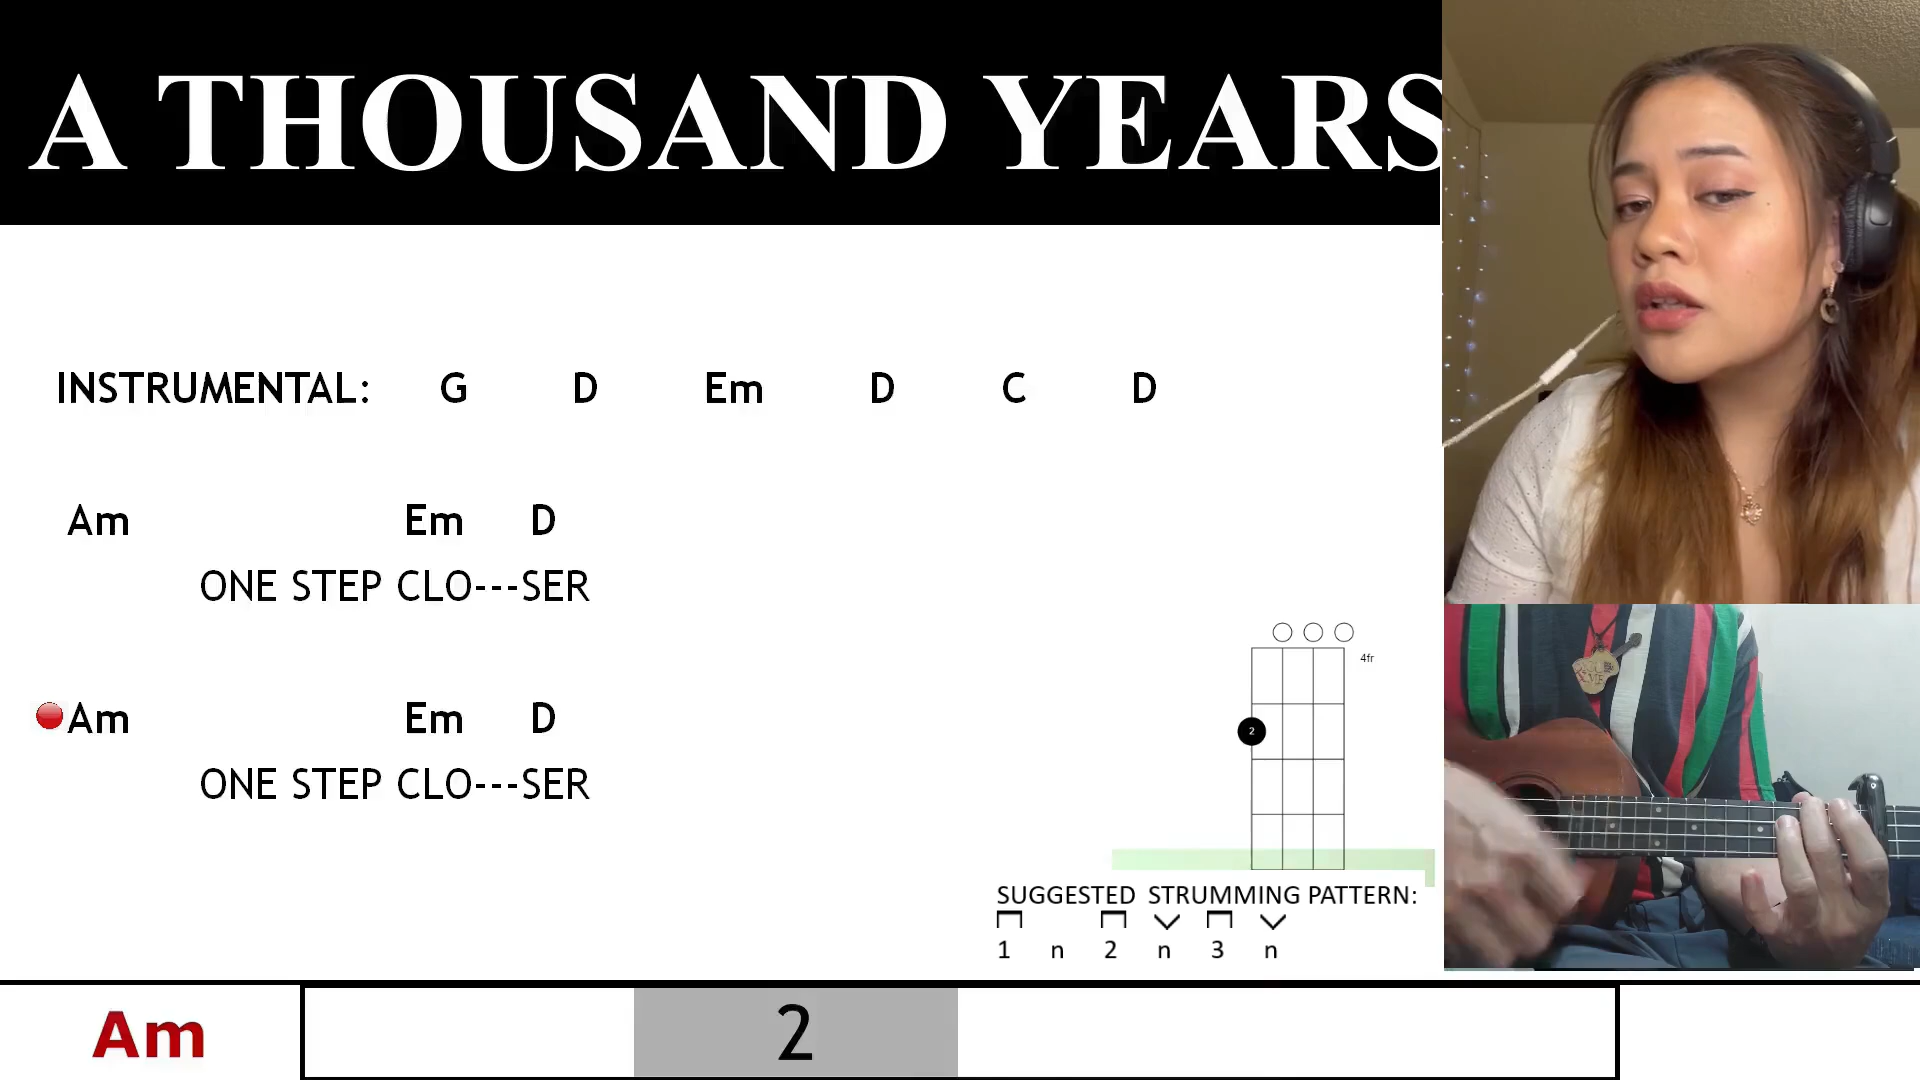 A THOUSAND YEARS
INSTRUMENTAL: G D Em D C D
Am Em D
ONE STEP CLO---SER
Am Em D
ONE STEP CLO---SER
4fr
2
SUGGESTED STRUMMING PATTERN:
1 n 2 n 3 n
Am 2